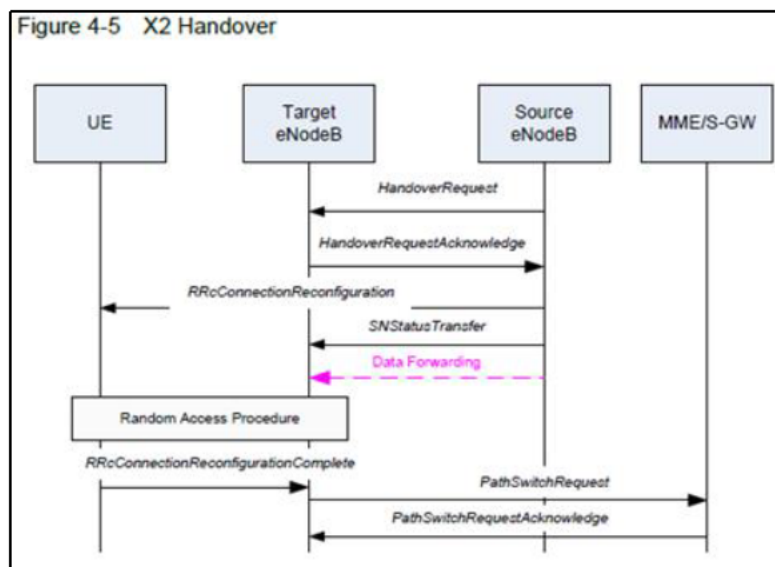 Figure 4-5 X2 Handover
UE
Target
eNodeB
Source
eNodeB
MME/S-GW
HandoverRequest
HandoverRequestAcknowledge
RRcConnectionReconfiguration
SNStatusTransfer
Data Forwarding
Random Access Procedure
RRcConnectionReconfigurationComplete
PathSwitchRequest
PathSwitchRequestAcknowledge